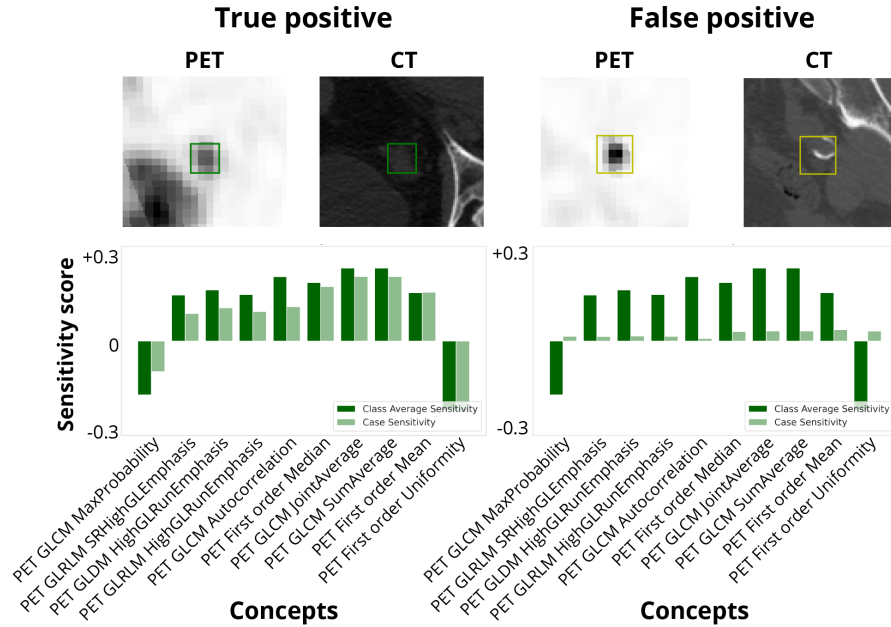 True positive
False positive
PET
CT
PET
CT
Sensitivity score
+0.3
0
-0.3
Class Average Sensitivity
Case Sensitivity
PET GLCM MaxProbability
PET GLRLM SRHighGLEmphasis
PET GLDM HighGLRunEmphasis
PET GLRLM HighGLRunEmphasis
PET GLCM Autocorrelation
PET First order Median
PET GLCM JointAverage
PET GLCM SumAverage
PET First order Mean
PET First order Uniformity
Concepts
+0.3
-0.3
Class Average Sensitivity
Case Sensitivity
PET GLCM MaxProbability
PET GLRLM SRHighGLEmphasis
PET GLDM HighGLRunEmphasis
PET GLRLM HighGLRunEmphasis
PET GLCM Autocorrelation
PET First order Median
PET GLCM JointAverage
PET GLCM SumAverage
PET First order Mean
PET First order Uniformity
Concepts